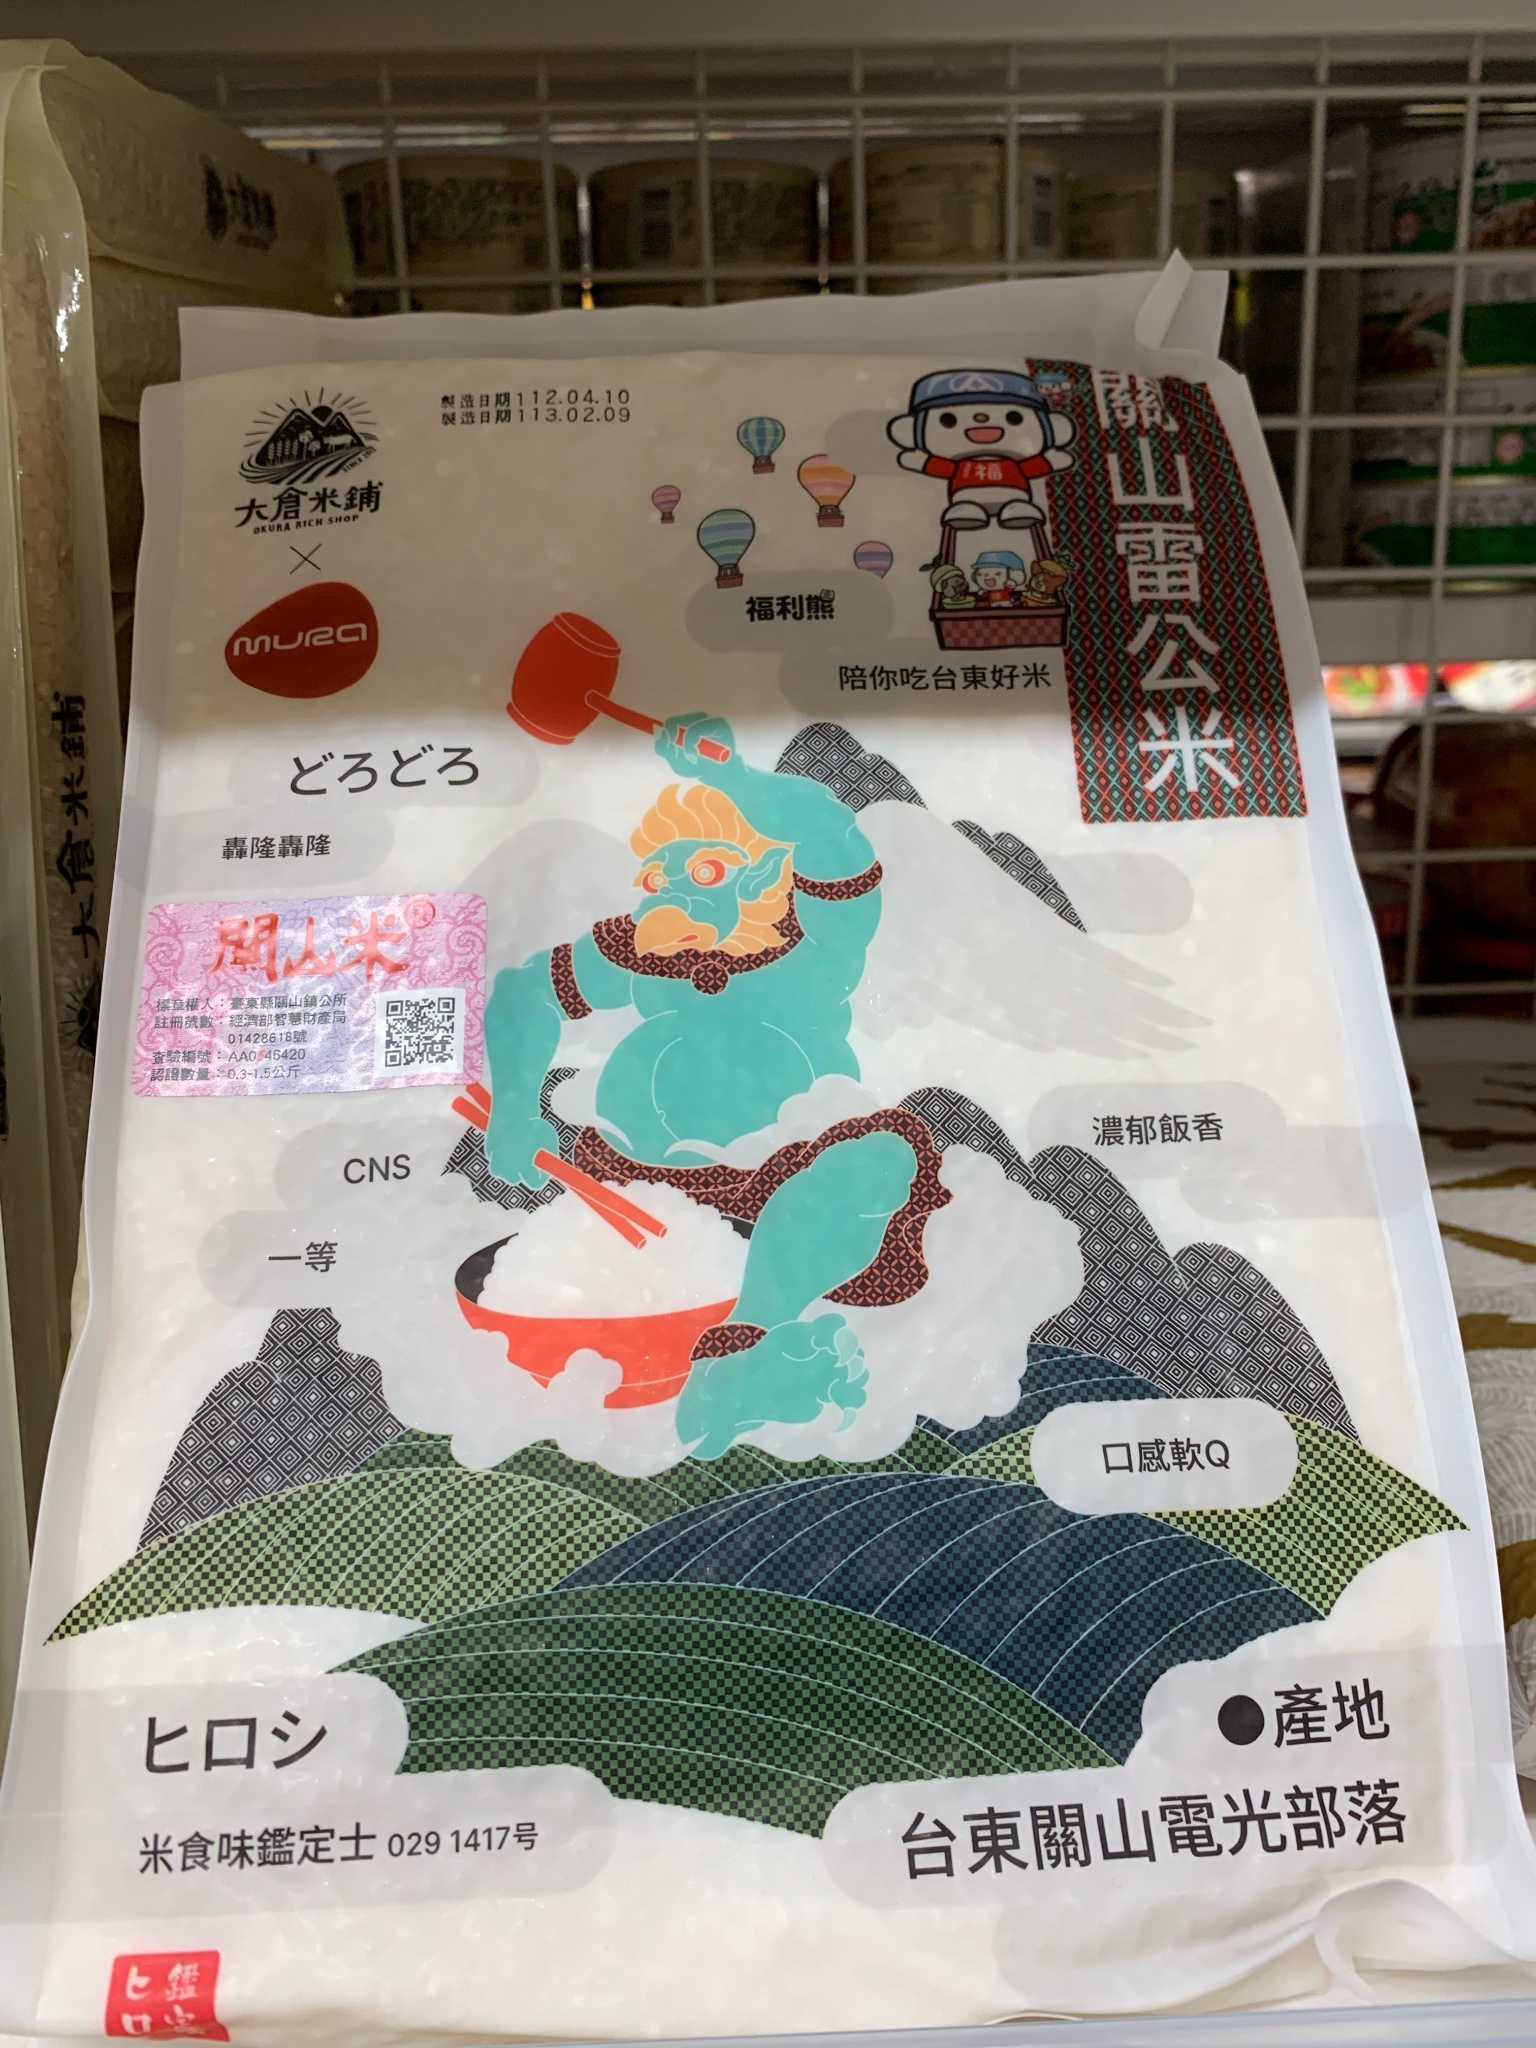 大倉米鋪
OKURA RICH SHOP
×
mura
製造日期112.04.10
製造日期113.02.09
福
福利熊
陪你吃台東好米
關山雷公米
どろどろ
轟隆轟隆
關山米®
標章權人：臺東縣關山鎮公所
註冊號數：經濟部智慧財產局
01428618號
查驗編號：
認證數量：0.3-1.5公斤
CNS
一等
濃郁飯香
口感軟Q
ヒロシ
米食味鑑定士 029 1417号
●產地
台東關山電光部落
大倉米鋪